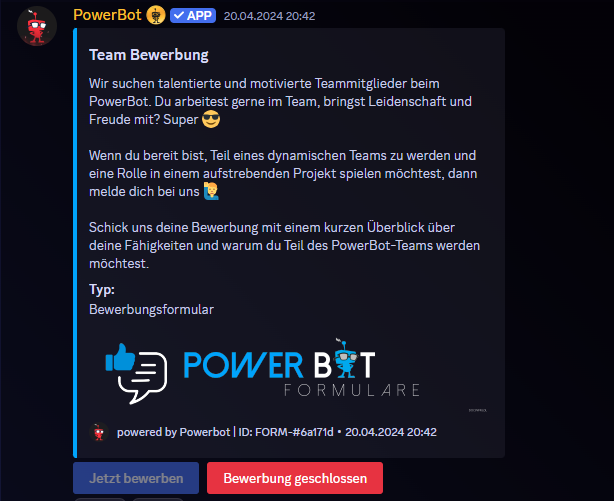 PowerBot APP 20.04.2024 20:42
Team Bewerbung
Wir suchen talentierte und motivierte Teammitglieder beim
PowerBot. Du arbeitest gerne im Team, bringst Leidenschaft und
Freude mit? Super 😎
Wenn du bereit bist, Teil eines dynamischen Teams zu werden und
eine Rolle in einem aufstrebenden Projekt spielen möchtest, dann
melde dich bei uns 🙋‍♂️
Schick uns deine Bewerbung mit einem kurzen Überblick über
deine Fähigkeiten und warum du Teil des PowerBot-Teams werden
möchtest.
Typ:
Bewerbungsformular
POWER BOT
FORMULARE
powered by Powerbot | ID: FORM-#6a171d • 20.04.2024 20:42
Jetzt bewerben Bewerbung geschlossen